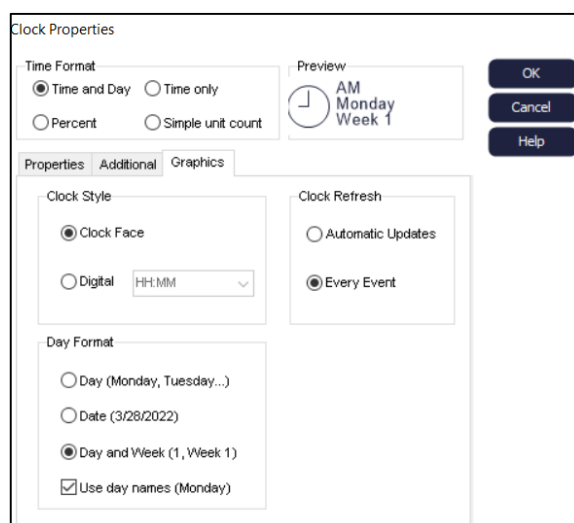 Clock Properties
Time Format
Time and Day
Time only
Percent
Simple unit count
Preview
AM
Monday
Week 1
OK
Cancel
Help
Properties
Additional
Graphics
Clock Style
Clock Face
Digital
HH:MM
Clock Refresh
Automatic Updates
Every Event
Day Format
Day (Monday, Tuesday...)
Date (3/28/2022)
Day and Week (1, Week 1)
Use day names (Monday)